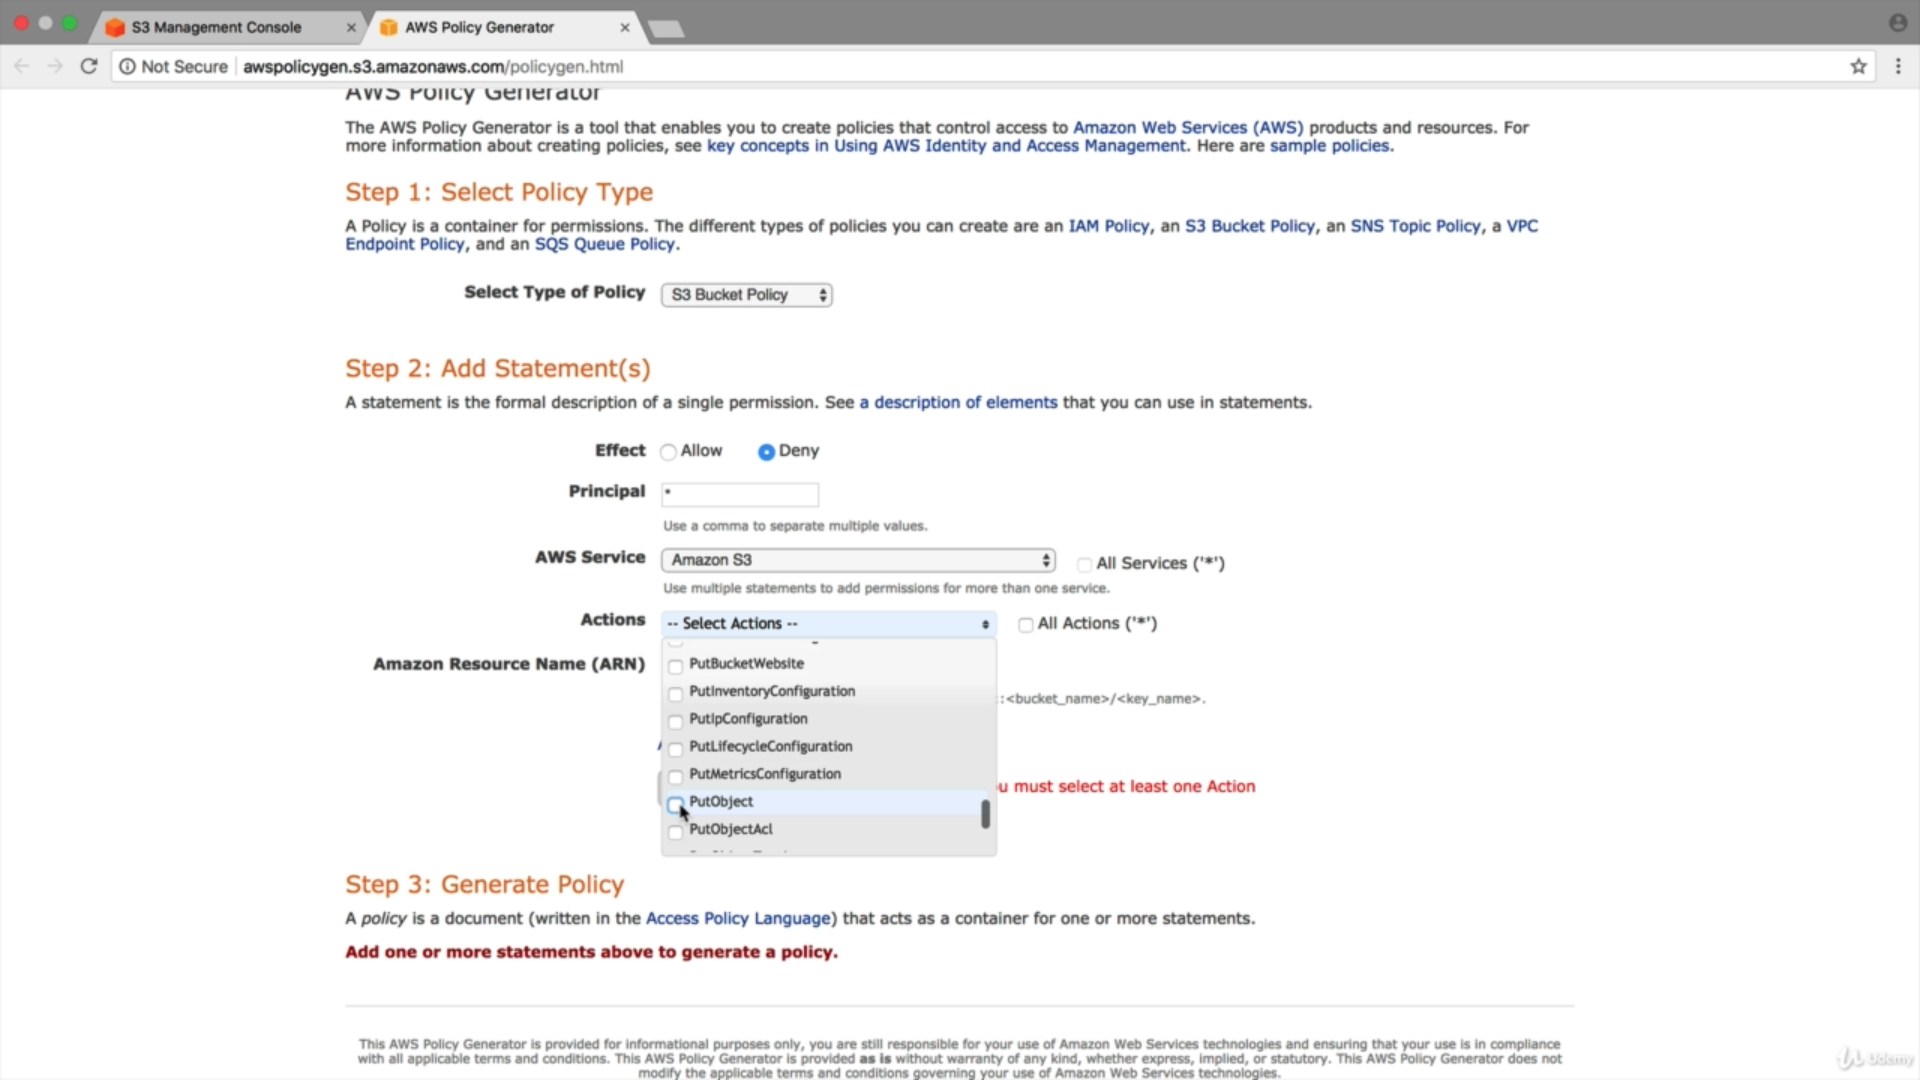 S3 Management Console
AWS Policy Generator
Not Secure
awspolicygen.s3.amazonaws.com/policygen.html
AWS Policy Generator
The AWS Policy Generator is a tool that enables you to create policies that control access to Amazon Web Services (AWS) products and resources. For
more information about creating policies, see key concepts in Using AWS Identity and Access Management. Here are sample policies.
Step 1: Select Policy Type
A Policy is a container for permissions. The different types of policies you can create are an IAM Policy, an S3 Bucket Policy, an SNS Topic Policy, a VPC
Endpoint Policy, and an SQS Queue Policy.
Select Type of Policy S3 Bucket Policy
Step 2: Add Statement(s)
A statement is the formal description of a single permission. See a description of elements that you can use in statements.
Effect Allow Deny
Principal *
Use a comma to separate multiple values.
AWS Service Amazon S3 All Services ('*')
Use multiple statements to add permissions for more than one service.
Actions -- Select Actions -- All Actions ('*')
Amazon Resource Name (ARN)
PutBucketWebsite
PutInventoryConfiguration
:<bucket_name>/<key_name>.
PutIpConfiguration
PutLifecycleConfiguration
PutMetricsConfiguration
u must select at least one Action
PutObject
PutObjectAcl
Step 3: Generate Policy
A policy is a document (written in the Access Policy Language) that acts as a container for one or more statements.
Add one or more statements above to generate a policy.
This AWS Policy Generator is provided for informational purposes only, you are still responsible for your use of Amazon Web Services technologies and ensuring that your use is in compliance
with all applicable terms and conditions. This AWS Policy Generator is provided as is without warranty of any kind, whether express, implied, or statutory. This AWS Policy Generator does not
modify the applicable terms and conditions governing your use of Amazon Web Services technologies.
Udemy